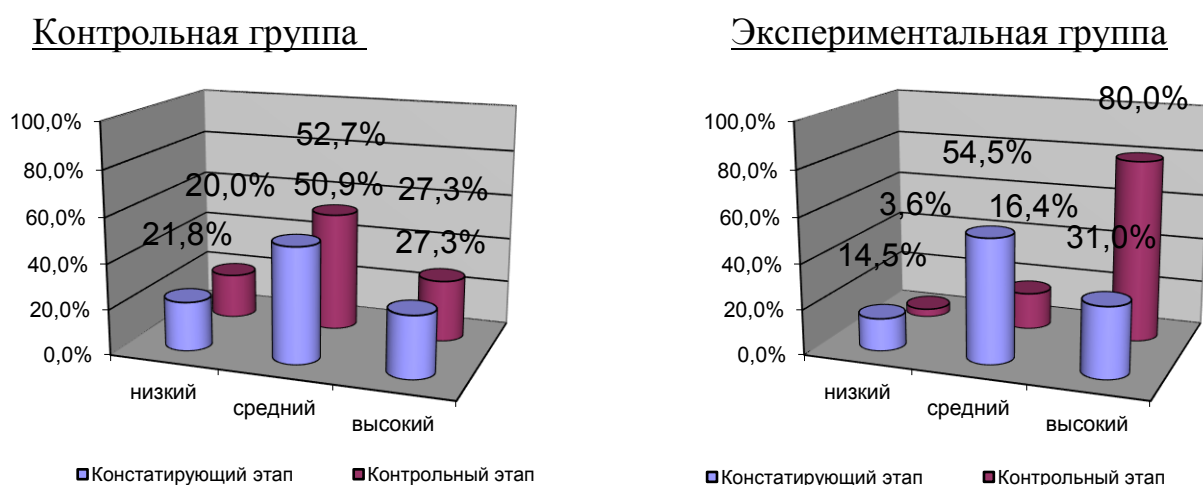 Контрольная группа
100,0%
80,0%
60,0%
40,0%
20,0%
0,0%
52,7%
20,0% 50,9% 27,3%
21,8% 27,3%
низкий
средний
высокий
Констатирующий этап Контрольный этап
Экспериментальная группа
100,0%
80,0%
60,0%
40,0%
20,0%
0,0%
80,0%
54,5%
3,6% 16,4%
14,5% 31,0%
низкий
средний
высокий
Констатирующий этап Контрольный этап